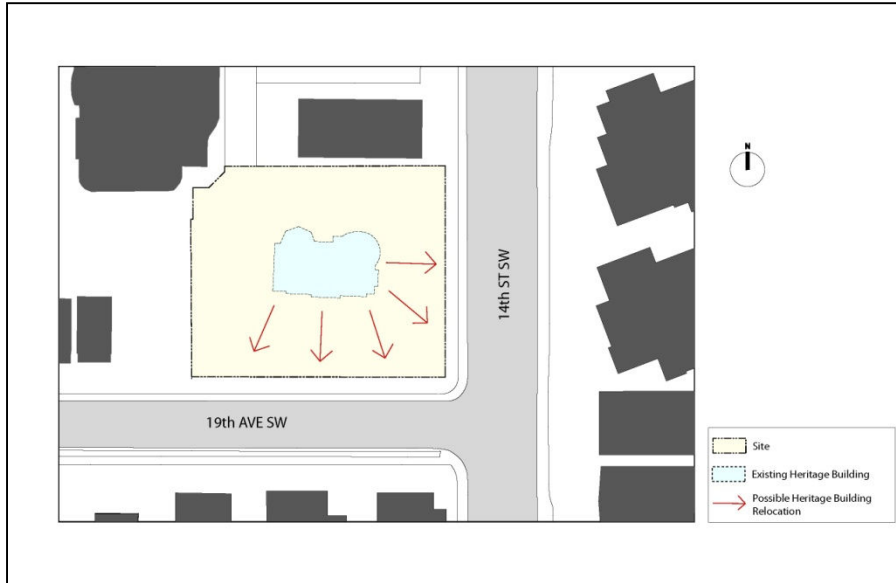 N
14th ST SW
19th AVE SW
Site
Existing Heritage Building
Possible Heritage Building
Relocation